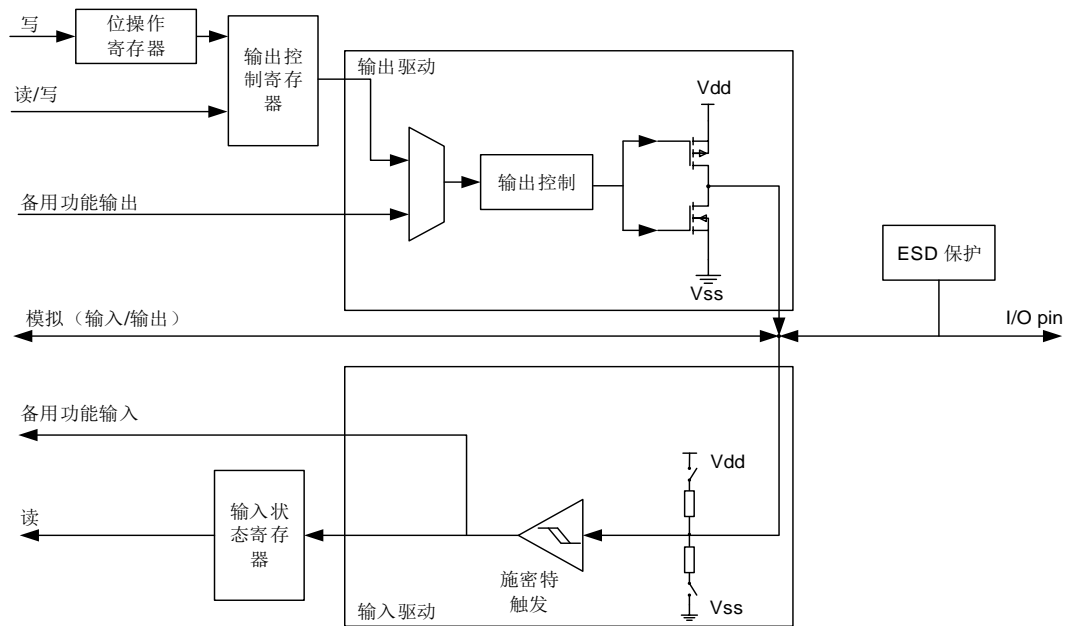 写
位操作
寄存器
输出控
制寄存
器
读/写
输出驱动
Vdd
输出控制
备用功能输出
Vss
ESD 保护
模拟（输入/输出）
I/O pin
备用功能输入
Vdd
输入状
态寄存
器
读
施密特
触发
Vss
输入驱动